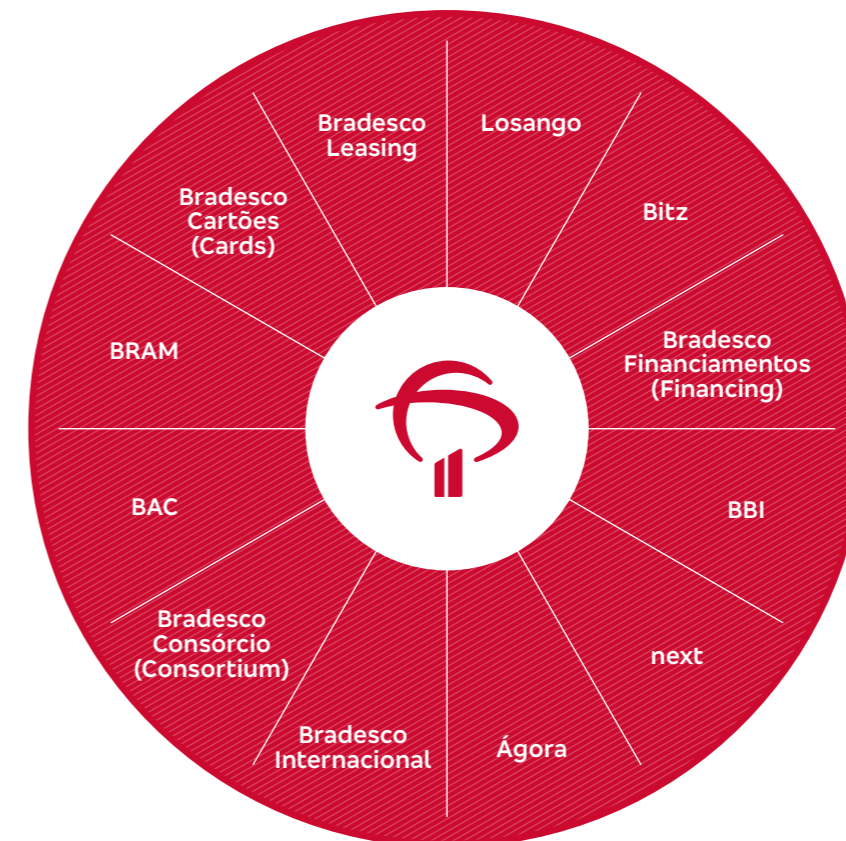 Bradesco
Leasing
Losango
Bradesco
Cartões
(Cards)
Bitz
BRAM
Bradesco
Financiamentos
(Financing)
BAC
BBI
Bradesco
Consórcio
(Consortium)
next
Bradesco
Internacional
Ágora